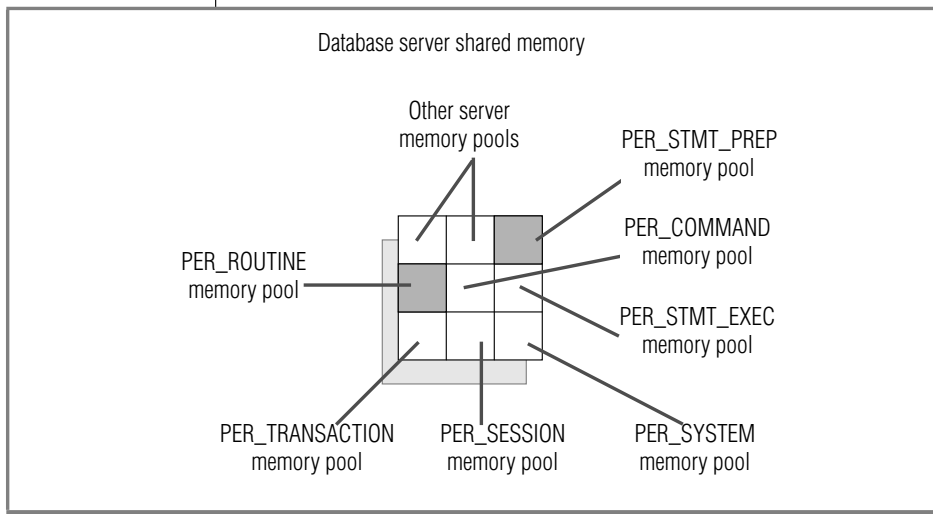 Database server shared memory
Other server
memory pools
PER_STMT_PREP
memory pool
PER_COMMAND
memory pool
PER_ROUTINE
memory pool
PER_STMT_EXEC
memory pool
PER_TRANSACTION
memory pool
PER_SESSION
memory pool
PER_SYSTEM
memory pool